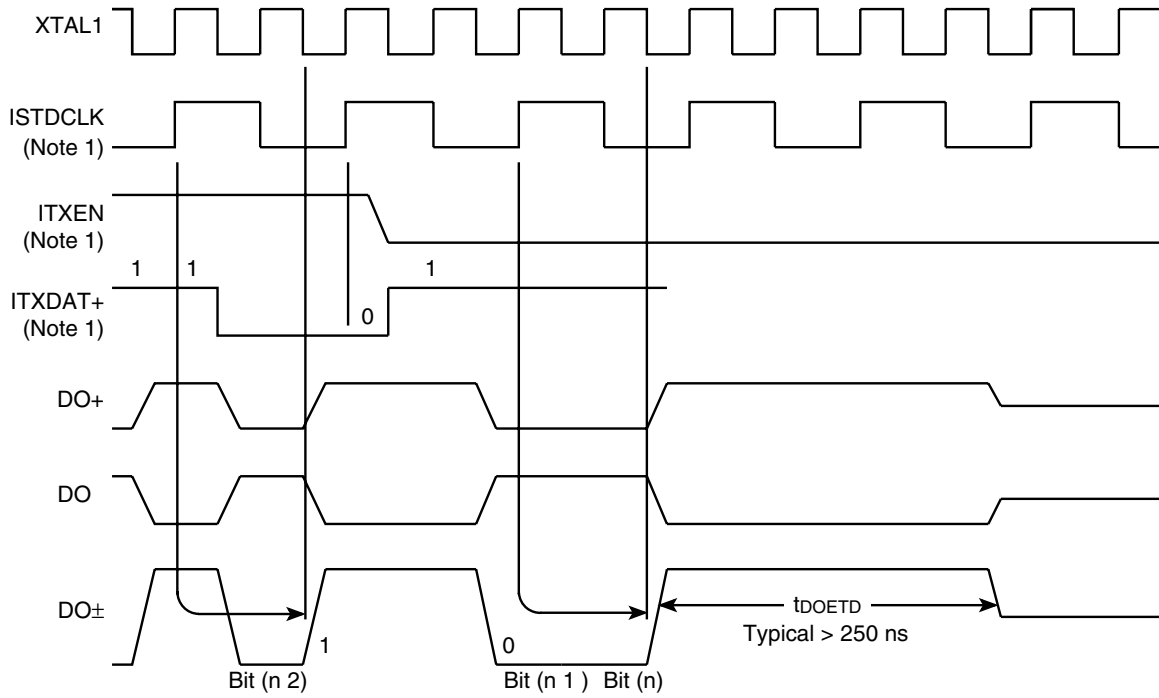 XTAL1
ISTDCLK
(Note 1)
ITXEN
(Note 1)
1 1 1
ITXDAT+
(Note 1)
0
DO+
DO
DO±
tDOETD
Typical > 250 ns
1 0
Bit (n 2) Bit (n 1 ) Bit (n)